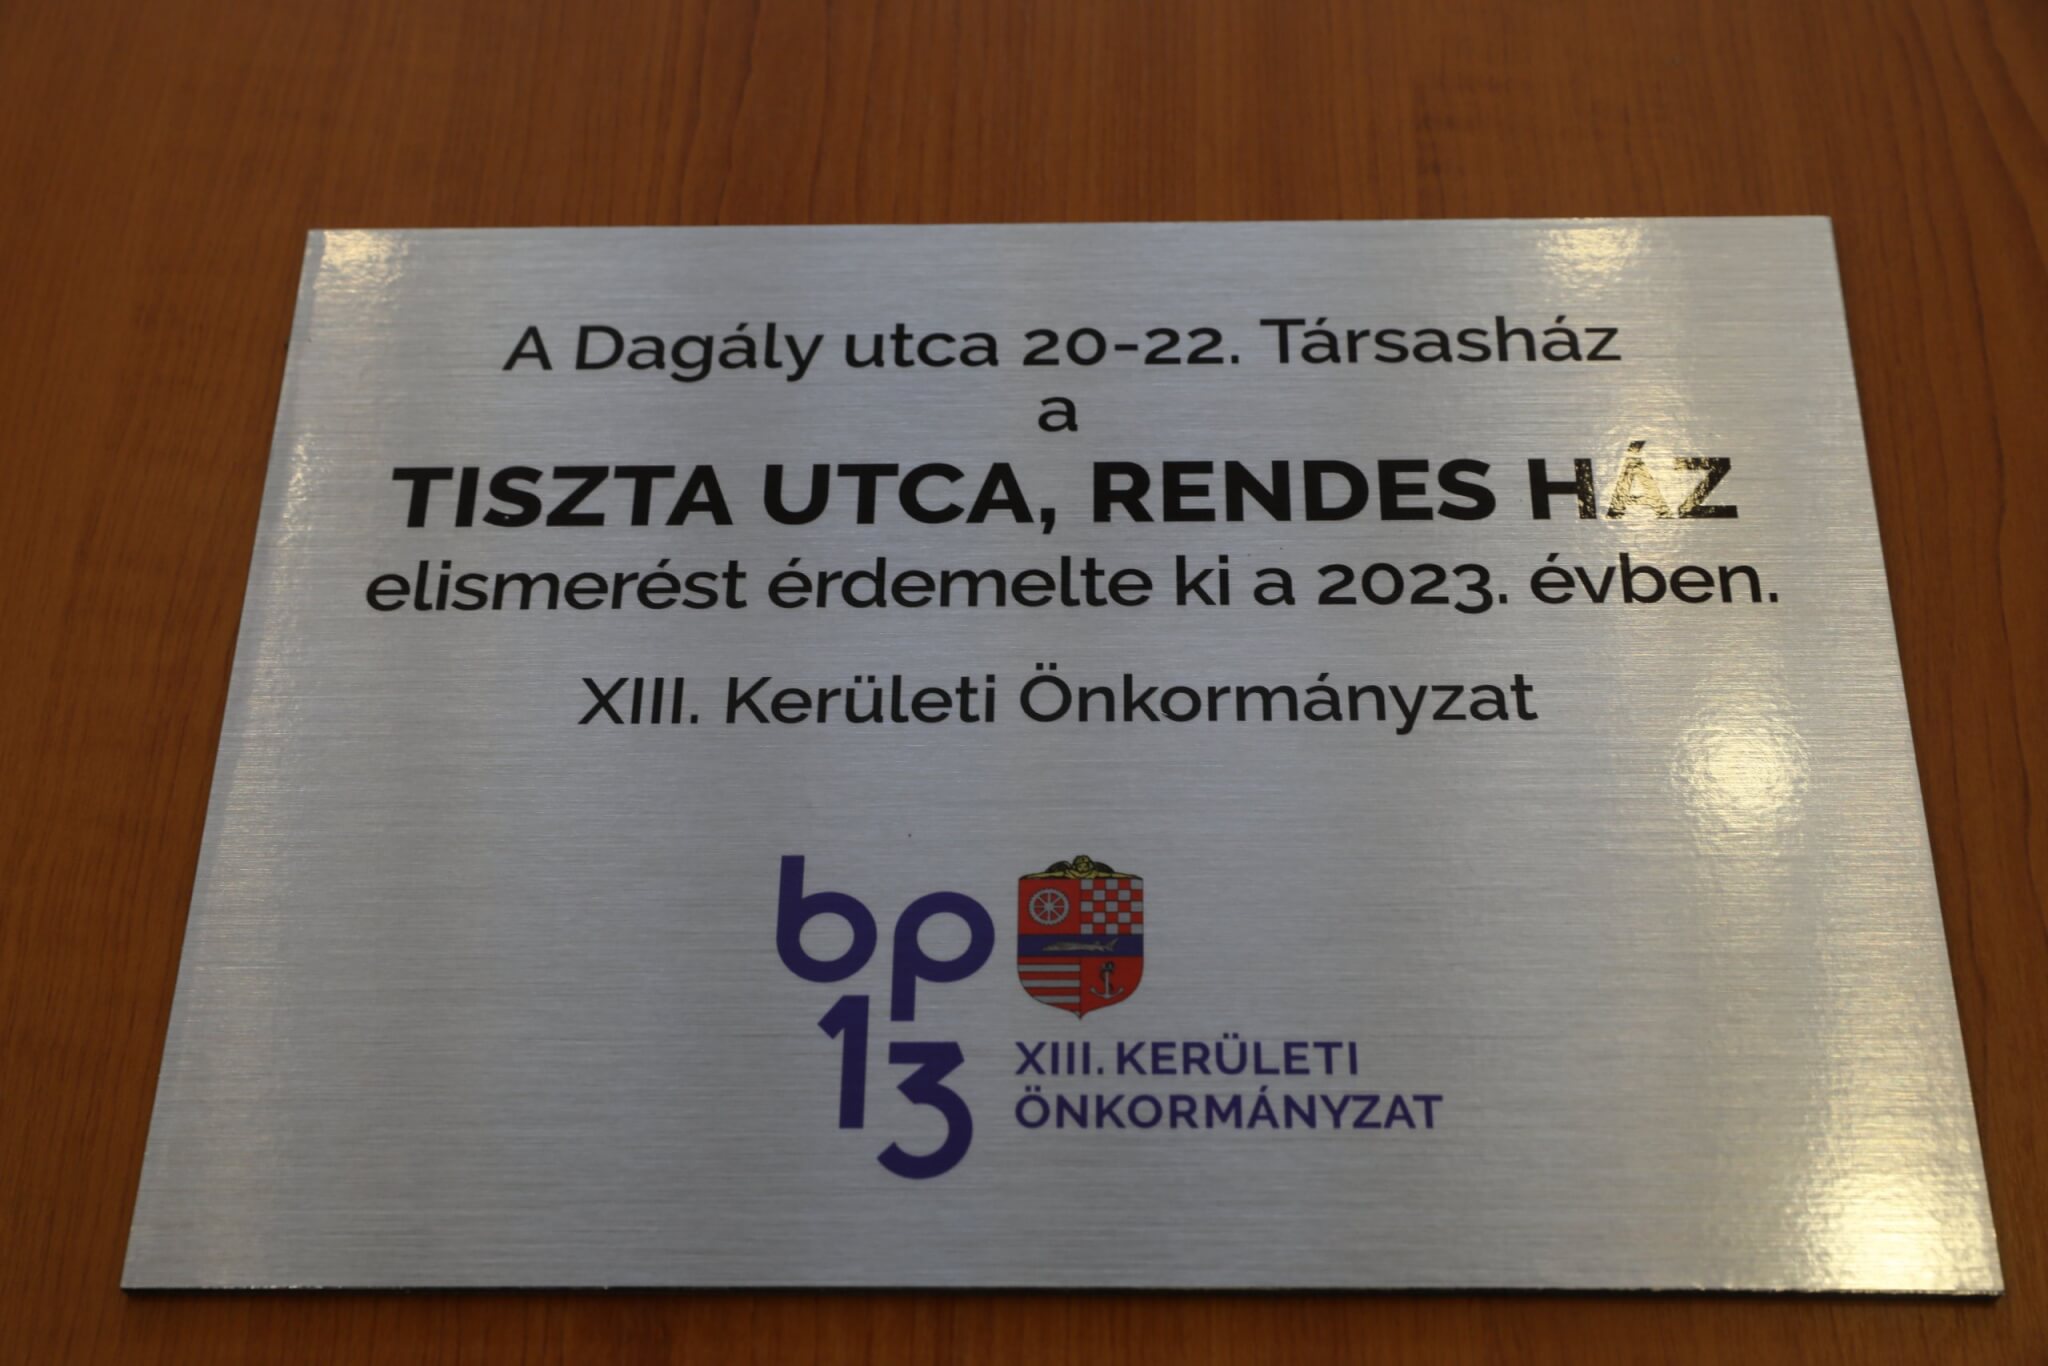 A Dagály utca 20-22. Társasház
a
TISZTA UTCA, RENDES HÁZ
elismerést érdemelte ki a 2023. évben.
XIII. Kerületi Önkormányzat
bp
13
XIII. KERÜLETI
ÖNKORMÁNYZAT